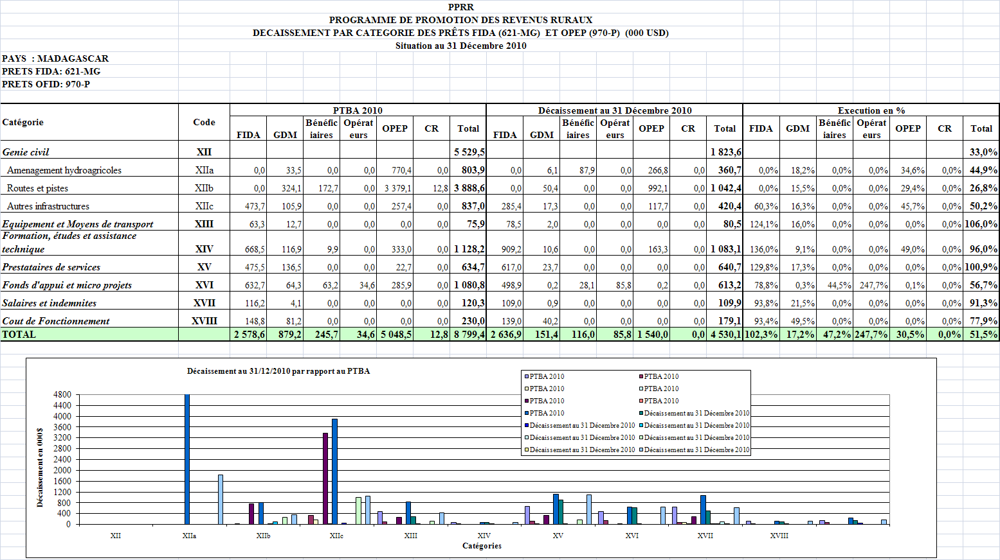 PPRR
PROGRAMME DE PROMOTION DES REVENUS RURAUX
DECAISSEMENT PAR CATEGORIE DES PRÊTS FIDA (621-MG) ET OPEP (970-P) (000 USD)
Situation au 31 Décembre 2010
PAYS : MADAGASCAR
PRETS FIDA: 621-MG
PRETS OFID: 970-P
Catégorie Code PTBA 2010 Décaissement au 31 Décembre 2010 Execution en %
FIDA GDM Bénéficiaires Opérateurs OPEP CR Total FIDA GDM Bénéficiaires Opérateurs OPEP CR Total FIDA GDM Bénéficiaires Opérateurs OPEP CR Total
Genie civil XII 5 529,5 1 823,6 33,0%
Amenagement hydroagricoles XIIa 0,0 33,5 0,0 0,0 770,4 0,0 803,9 0,0 6,1 87,9 0,0 266,8 0,0 360,7 0,0% 18,2% 0,0% 0,0% 34,6% 0,0% 44,9%
Routes et pistes XIIb 0,0 324,1 172,7 0,0 3 379,1 12,8 3 888,6 0,0 50,4 0,0 0,0 992,1 0,0 1 042,4 0,0% 15,5% 0,0% 0,0% 29,4% 0,0% 26,8%
Autres infrastructures XIIc 473,7 105,9 0,0 0,0 257,4 0,0 837,0 285,4 17,3 0,0 0,0 117,7 0,0 420,4 60,3% 16,3% 0,0% 0,0% 45,7% 0,0% 50,2%
Equipement et Moyens de transport XIII 63,3 12,7 0,0 0,0 0,0 0,0 75,9 78,5 2,0 0,0 0,0 0,0 0,0 80,5 124,1% 16,0% 0,0% 0,0% 0,0% 0,0% 106,0%
Formation, études et assistance
technique XIV 668,5 116,9 9,9 0,0 333,0 0,0 1 128,2 909,2 10,6 0,0 0,0 163,3 0,0 1 083,1 136,0% 9,1% 0,0% 0,0% 49,0% 0,0% 96,0%
Prestataires de services XV 475,5 136,5 0,0 0,0 22,7 0,0 634,7 617,0 23,7 0,0 0,0 0,0 0,0 640,7 129,8% 17,3% 0,0% 0,0% 0,0% 0,0% 100,9%
Fonds d'appui et micro projets XVI 632,7 64,3 63,2 34,6 285,9 0,0 1 080,8 498,9 0,2 28,1 85,8 0,2 0,0 613,2 78,8% 0,3% 44,5% 247,7% 0,1% 0,0% 56,7%
Salaires et indemnites XVII 116,2 4,1 0,0 0,0 0,0 0,0 120,3 109,0 0,9 0,0 0,0 0,0 0,0 109,9 93,8% 21,5% 0,0% 0,0% 0,0% 0,0% 91,3%
Cout de Fonctionnement XVIII 148,8 81,2 0,0 0,0 0,0 0,0 230,0 139,0 40,2 0,0 0,0 0,0 0,0 179,1 93,4% 49,5% 0,0% 0,0% 0,0% 0,0% 77,9%
TOTAL 2 578,6 879,2 245,7 34,6 5 048,5 12,8 8 799,4 2 636,9 151,4 116,0 85,8 1 540,0 0,0 4 530,1 102,3% 17,2% 47,2% 247,7% 30,5% 0,0% 51,5%
Décaissement au 31/12/2010 par rapport au PTBA
PTBA 2010 PTBA 2010
PTBA 2010 PTBA 2010
PTBA 2010 PTBA 2010
PTBA 2010 Décaissement au 31 Décembre 2010
Décaissement au 31 Décembre 2010 Décaissement au 31 Décembre 2010
Décaissement au 31 Décembre 2010 Décaissement au 31 Décembre 2010
Décaissement au 31 Décembre 2010 Décaissement au 31 Décembre 2010
Décaissement en 000$
4800
4400
4000
3600
3200
2800
2400
2000
1600
1200
800
400
0
XII XIIa XIIb XIIc XIII XIV XV XVI XVII XVIII
Catégories